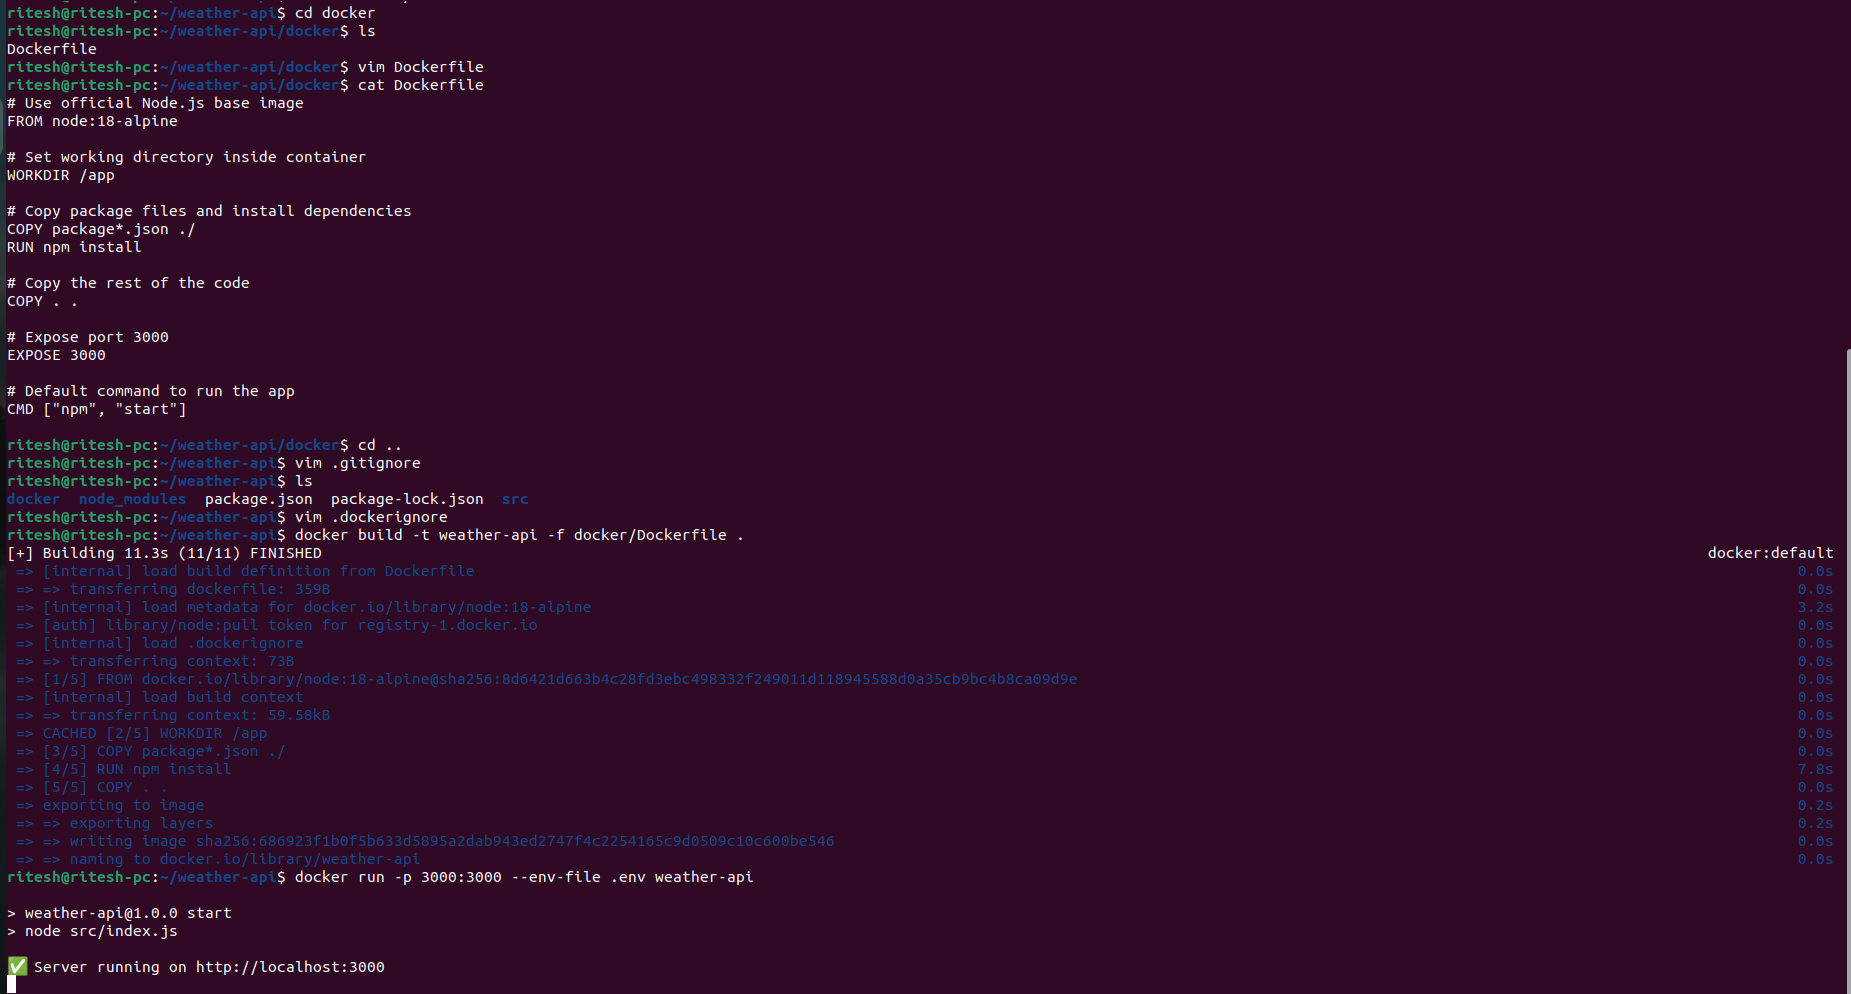 ritesh@ritesh-pc:~/weather-api$ cd docker
ritesh@ritesh-pc:~/weather-api/docker$ ls
Dockerfile
ritesh@ritesh-pc:~/weather-api/docker$ vim Dockerfile
ritesh@ritesh-pc:~/weather-api/docker$ cat Dockerfile
# Use official Node.js base image
FROM node:18-alpine

# Set working directory inside container
WORKDIR /app

# Copy package files and install dependencies
COPY package*.json ./
RUN npm install

# Copy the rest of the code
COPY . .

# Expose port 3000
EXPOSE 3000

# Default command to run the app
CMD ["npm", "start"]

ritesh@ritesh-pc:~/weather-api/docker$ cd ..
ritesh@ritesh-pc:~/weather-api$ vim .gitignore
ritesh@ritesh-pc:~/weather-api$ ls
docker  node_modules  package.json  package-lock.json  src
ritesh@ritesh-pc:~/weather-api$ vim .dockerignore
ritesh@ritesh-pc:~/weather-api$ docker build -t weather-api -f docker/Dockerfile .
[+] Building 11.3s (11/11) FINISHED docker:default
=> [internal] load build definition from Dockerfile 0.0s
=> => transferring dockerfile: 359B 0.0s
=> [internal] load metadata for docker.io/library/node:18-alpine 3.2s
=> [auth] library/node:pull token for registry-1.docker.io 0.0s
=> [internal] load .dockerignore 0.0s
=> => transferring context: 73B 0.0s
=> [1/5] FROM docker.io/library/node:18-alpine@sha256:8d6421d663b4c28fd3ebc498332f249011d118945588d0a35cb9bc4b8ca09d9e 0.0s
=> [internal] load build context 0.0s
=> => transferring context: 59.58kB 0.0s
=> CACHED [2/5] WORKDIR /app 0.0s
=> [3/5] COPY package*.json ./ 0.0s
=> [4/5] RUN npm install 7.8s
=> [5/5] COPY . . 0.0s
=> exporting to image 0.2s
=> => exporting layers 0.2s
=> => writing image sha256:686923f1b0f5b633d5895a2dab943ed2747f4c2254165c9d0509c10c600be546 0.0s
=> => naming to docker.io/library/weather-api 0.0s
ritesh@ritesh-pc:~/weather-api$ docker run -p 3000:3000 --env-file .env weather-api

> weather-api@1.0.0 start
> node src/index.js

✅ Server running on http://localhost:3000